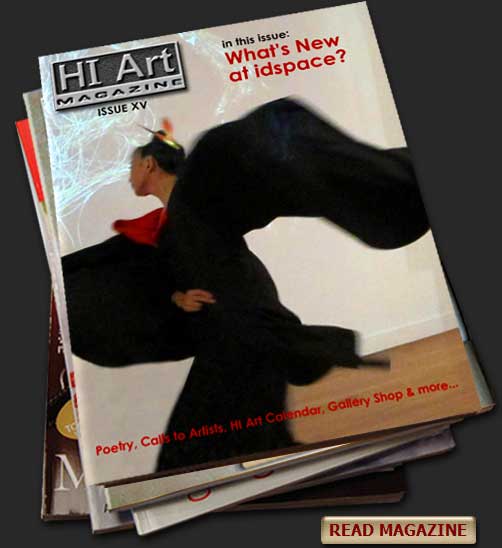 HI Art
MAGAZINE
ISSUE XV
in this issue:
What's New
at idspace?
Poetry, Calls to Artists, HI Art Calendar, Gallery Shop & more...
M
READ MAGAZINE